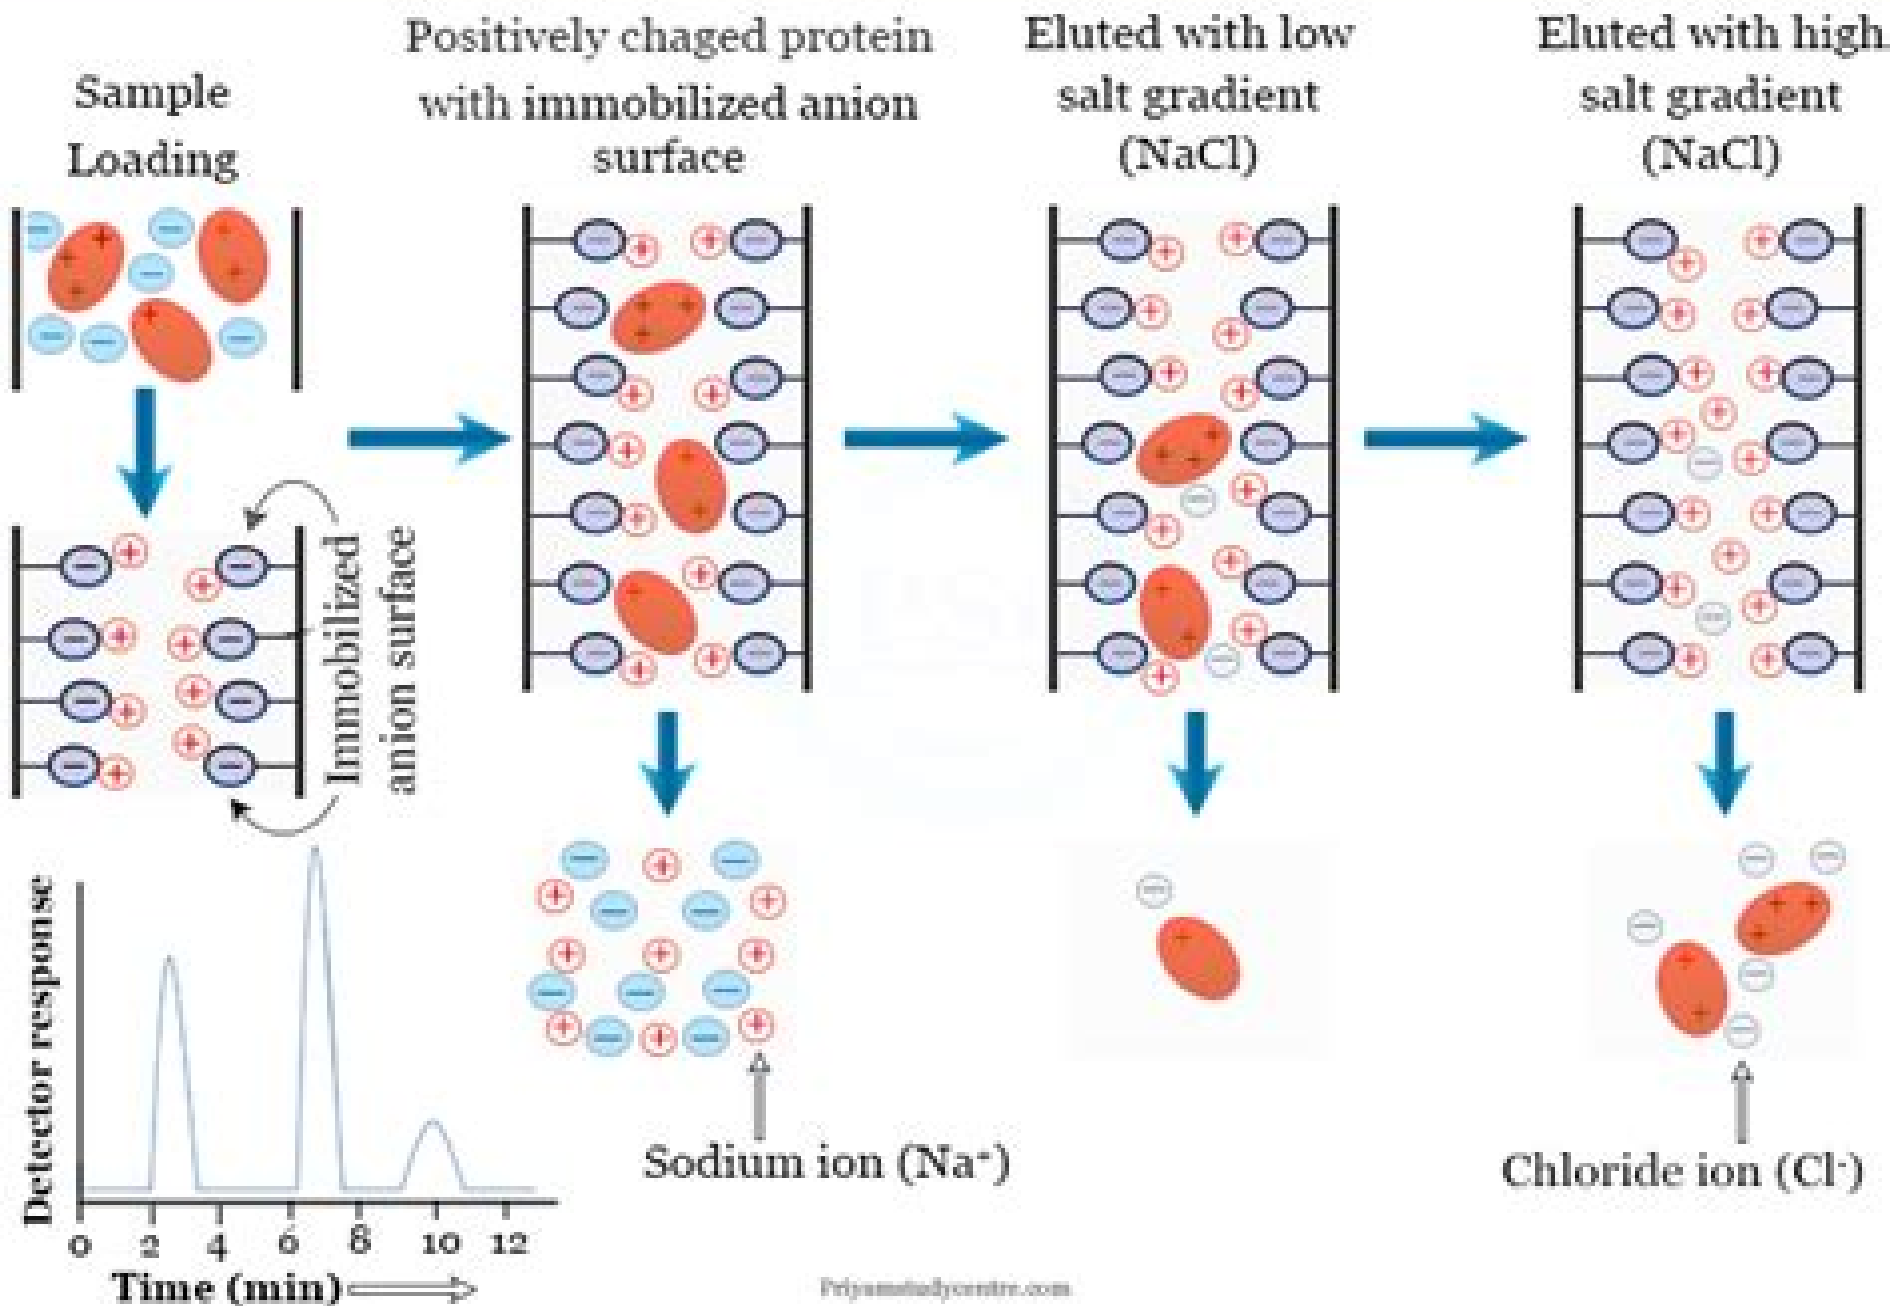 Sample
Loading
Positively chaged protein
with immobilized anion
surface
Eluted with low
salt gradient
(NaCl)
Eluted with high
salt gradient
(NaCl)
Immobilized
anion surface
Detector response
0 2 4 6 8 10 12
Time (min)
Sodium ion (Na⁺)
Chloride ion (Cl⁻)
Priyamstudycentre.com